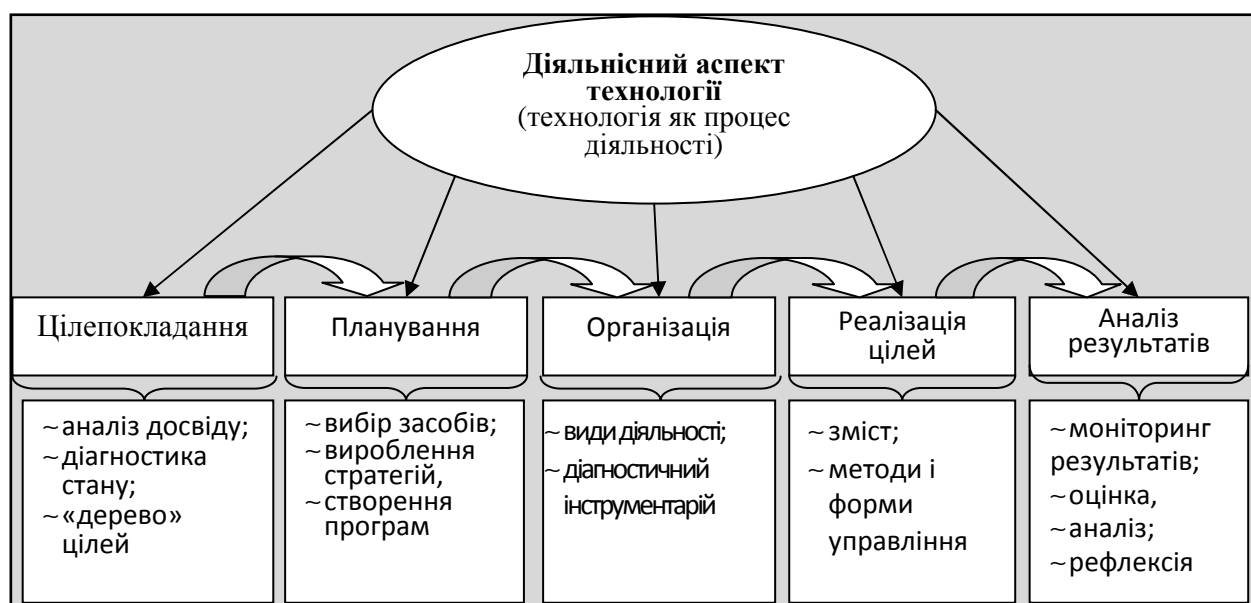 Діяльнісний аспект
технології
(технологія як процес
діяльності)
Цілепокладання
Планування
Організація
Реалізація
цілей
Аналіз
результатів
~аналіз досвіду;
~діагностика
стану;
~«дерево»
цілей
~вибір засобів;
~вироблення
стратегій,
~створення
програм
~види діяльності;
~діагностичний
інструментарій
~зміст;
~методи і
форми
управління
~моніторинг
результатів;
~оцінка,
~аналіз;
~рефлексія